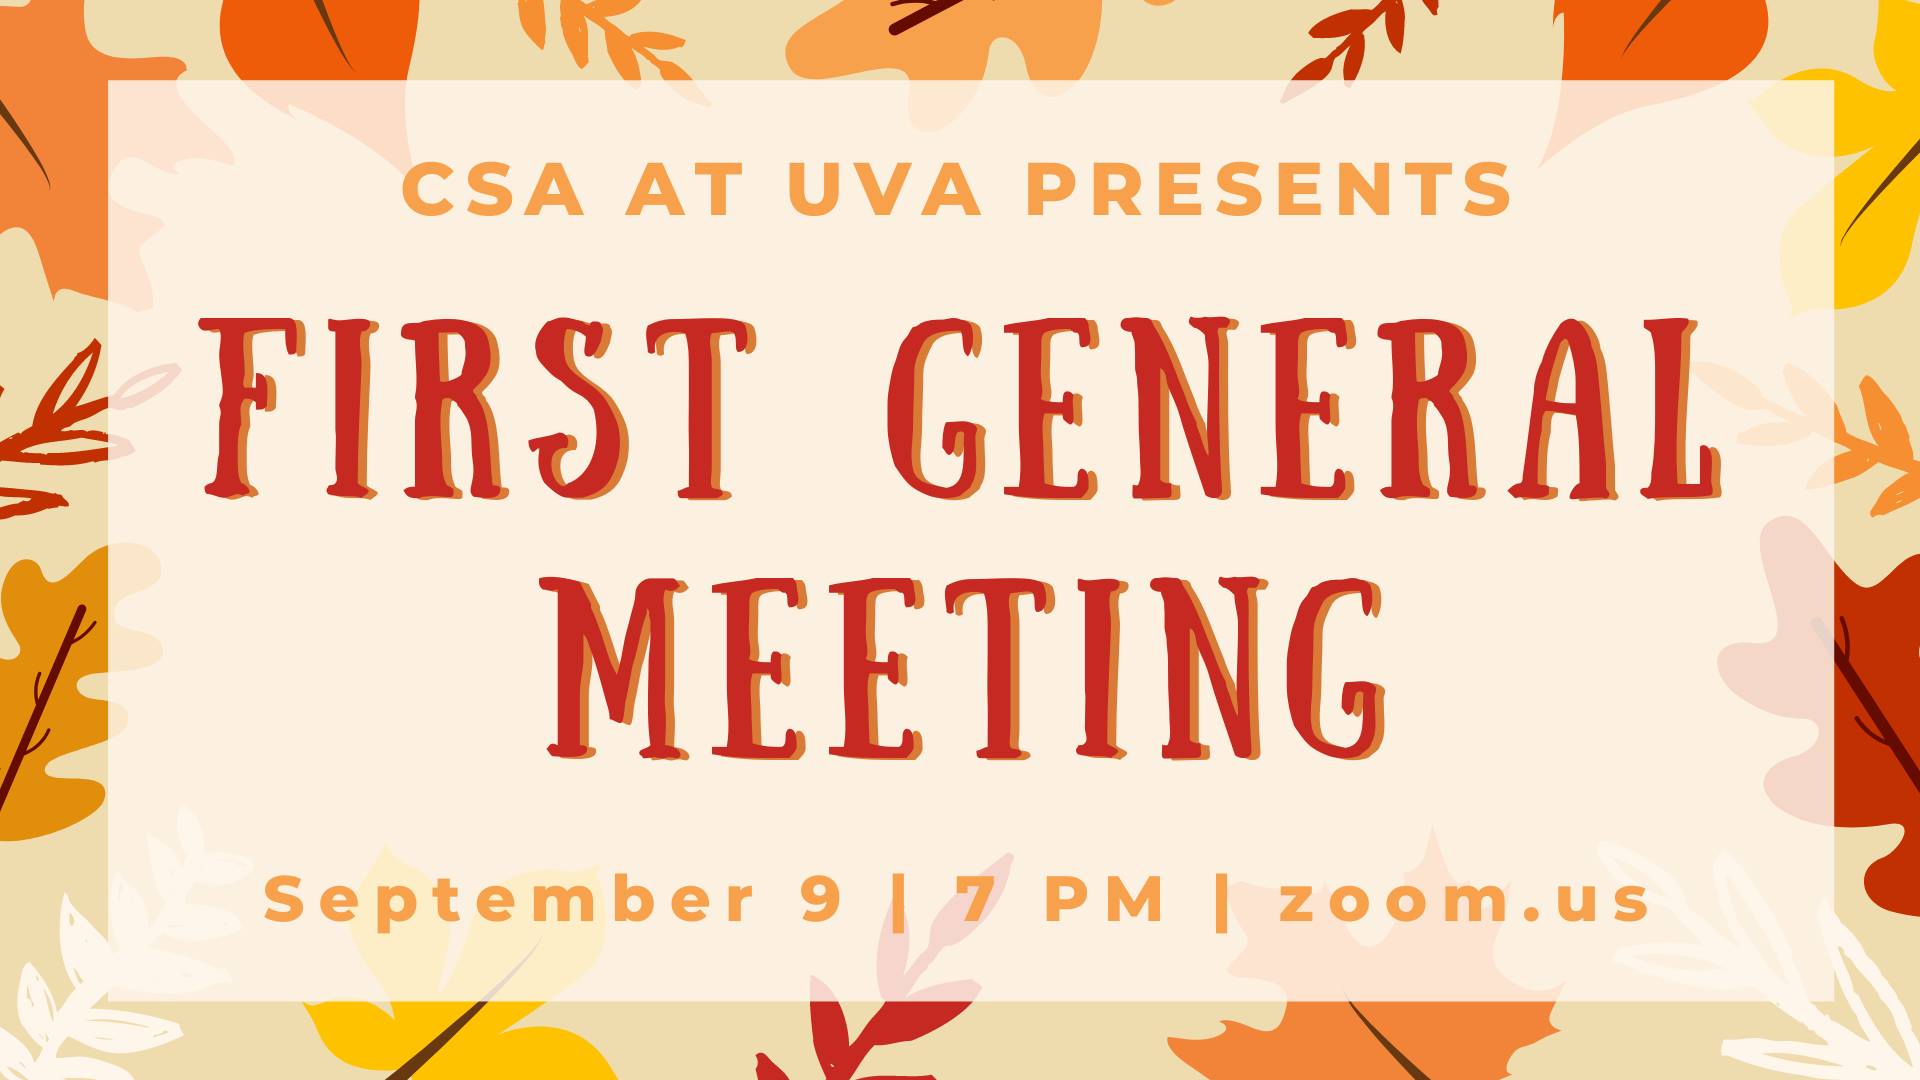 CSA AT UVA PRESENTS
FIRST GENERAL
MEETING
September 9 | 7 PM | zoom.us